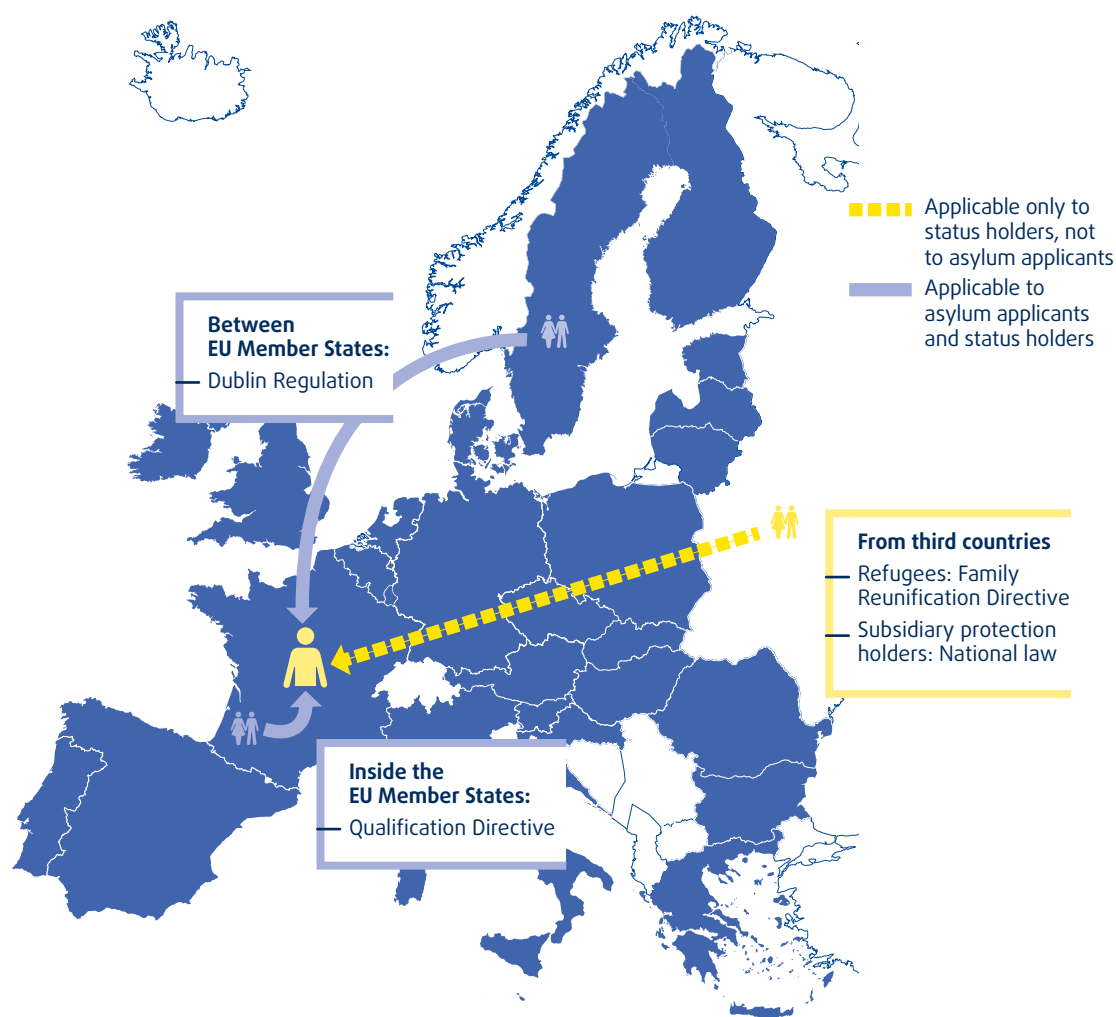 Applicable only to
status holders, not
to asylum applicants
Applicable to
asylum applicants
and status holders
Between
EU Member States:
Dublin Regulation
From third countries
Refugees: Family
Reunification Directive
Subsidiary protection
holders: National law
Inside the
EU Member States:
Qualification Directive